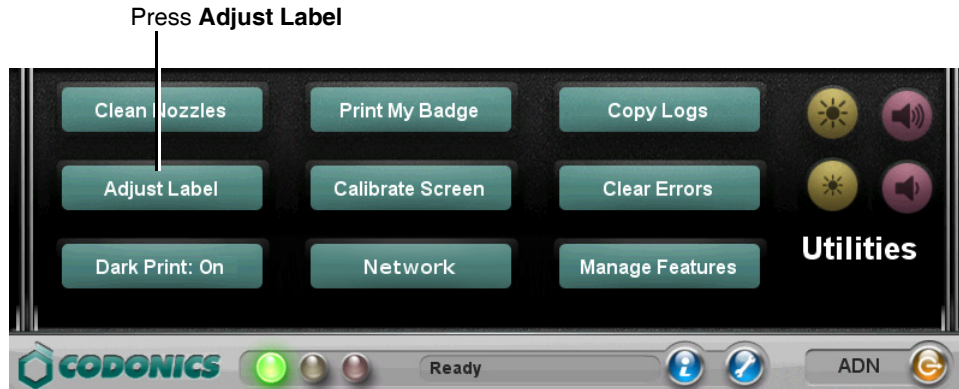 Press Adjust Label
Clean Nozzles
Print My Badge
Copy Logs
Adjust Label
Calibrate Screen
Clear Errors
Dark Print: On
Network
Manage Features
Utilities
CODONICS
Ready
ADN